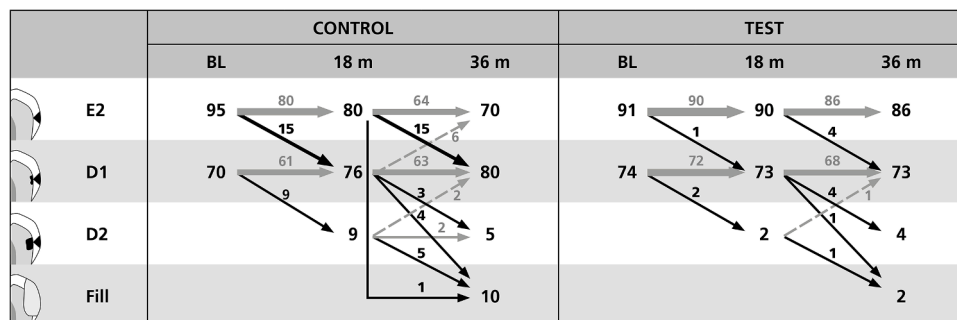 CONTROL TEST
BL 18 m 36 m BL 18 m 36 m
80 64 90 86
E2 95 80 70 91 90 86
15 15 6 1 4
61 63 72 68
D1 70 76 80 74 73 73
9 3 2 2 4 1
4 2 1
D2 9 5 2 4
5 1
1
Fill 10 2